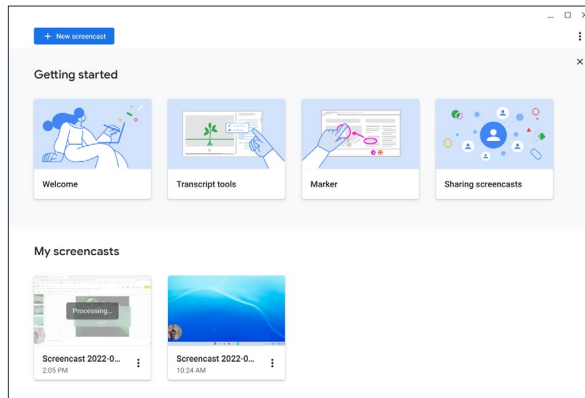 + New screencast
Getting started
Welcome
Transcript tools
Marker
Sharing screencasts
My screencasts
Processing...
Screencast 2022-0...
2:05 PM
Screencast 2022-0...
10:24 AM